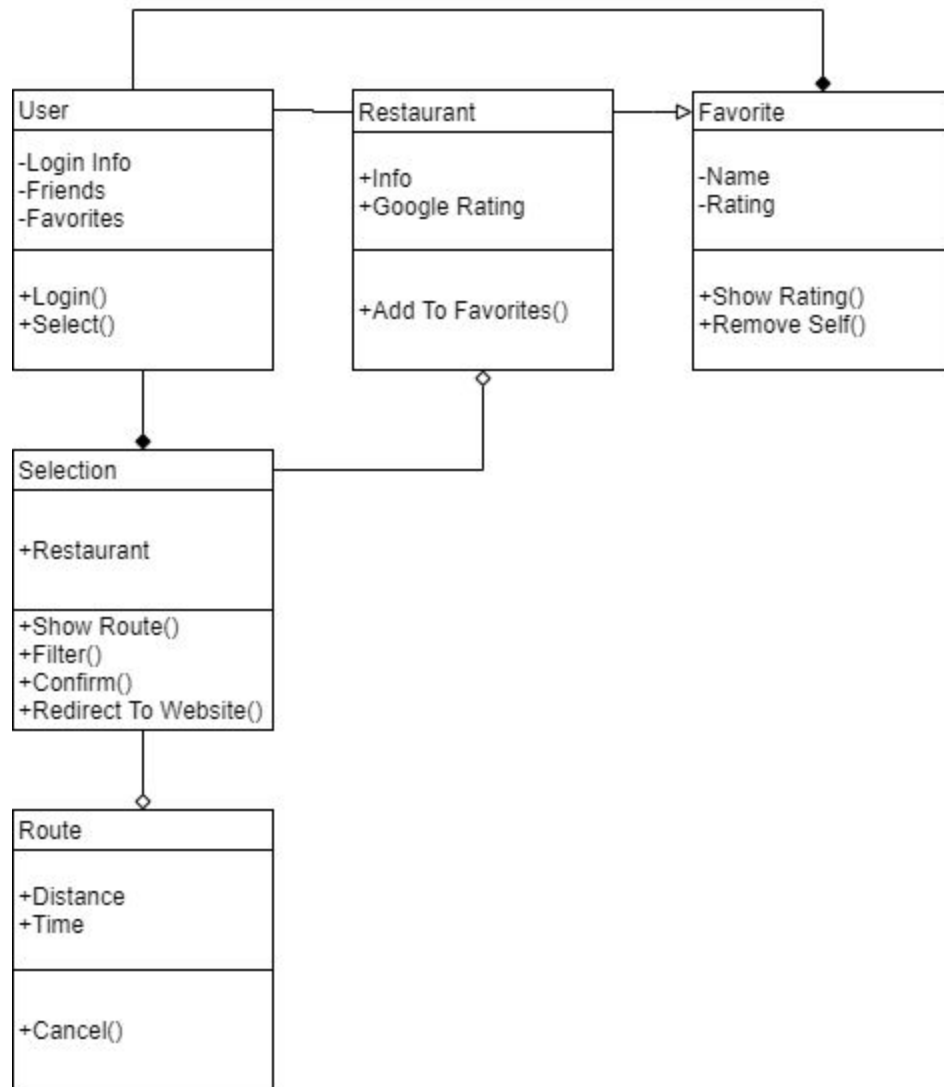 User
-Login Info
-Friends
-Favorites
+Login()
+Select()
Restaurant
+Info
+Google Rating
+Add To Favorites()
Favorite
-Name
-Rating
+Show Rating()
+Remove Self()
Selection
+Restaurant
+Show Route()
+Filter()
+Confirm()
+Redirect To Website()
Route
+Distance
+Time
+Cancel()